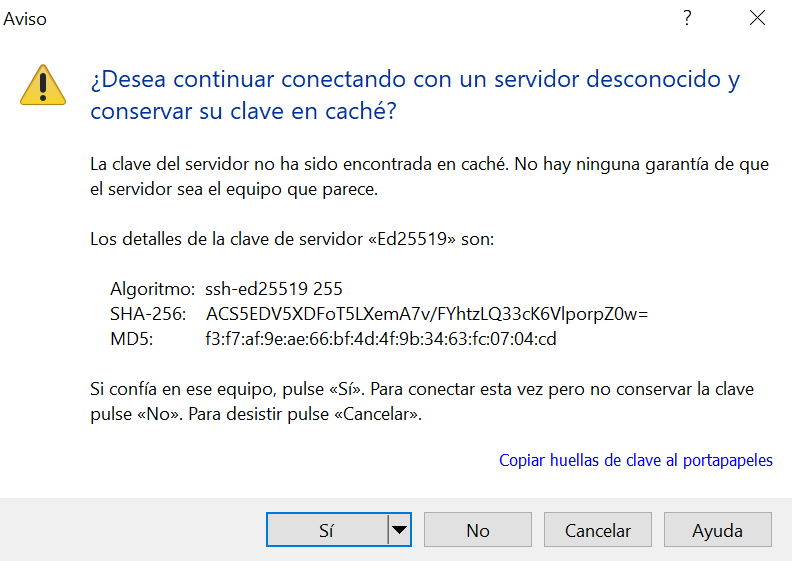 Aviso
?
¿Desea continuar conectando con un servidor desconocido y
conservar su clave en caché?
La clave del servidor no ha sido encontrada en caché. No hay ninguna garantía de que
el servidor sea el equipo que parece.
Los detalles de la clave de servidor «Ed25519» son:
Algoritmo: ssh-ed25519 255
SHA-256: ACS5EDV5XDFoT5LXemA7v/FYhtzLQ33cK6VlporpZ0w=
MD5: f3:f7:af:9e:ae:66:bf:4d:4f:9b:34:63:fc:07:04:cd
Si confía en ese equipo, pulse «Sí». Para conectar esta vez pero no conservar la clave
pulse «No». Para desistir pulse «Cancelar».
Copiar huellas de clave al portapapeles
Sí No Cancelar Ayuda